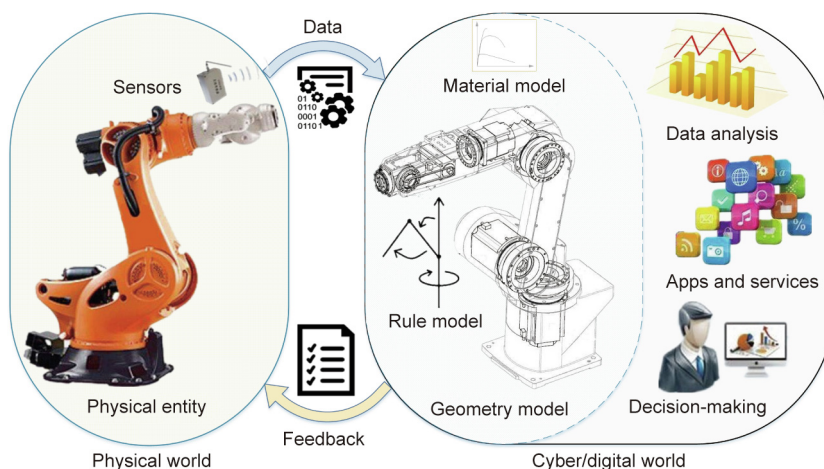 Data
Sensors
01
0110
0001
01101
Material model
Data analysis
Rule model
Apps and services
Physical entity
Geometry model
Decision-making
Feedback
Physical world
Cyber/digital world